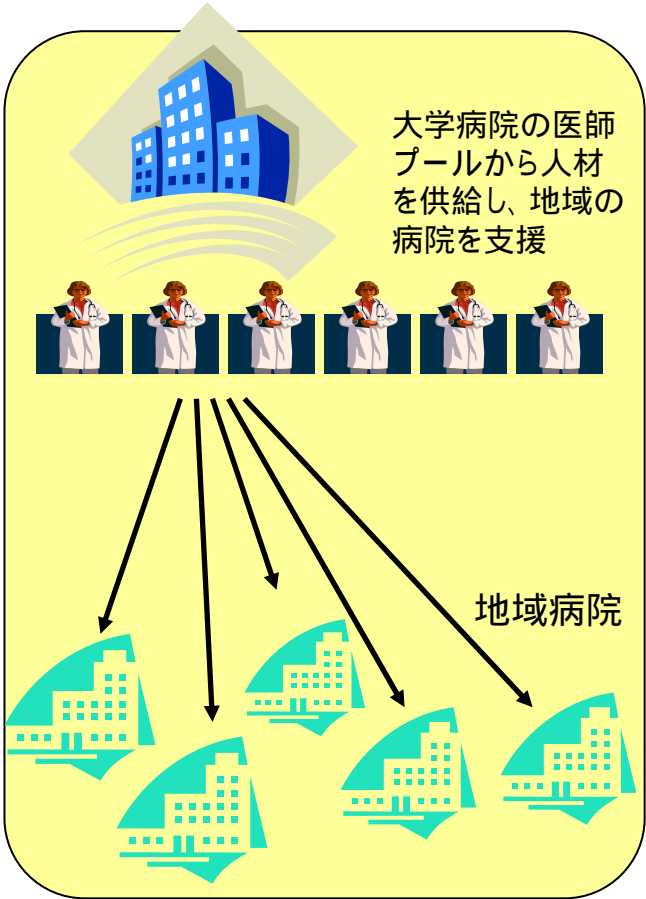 大学病院の医師
プールから人材
を供給し、地域の
病院を支援
地域病院